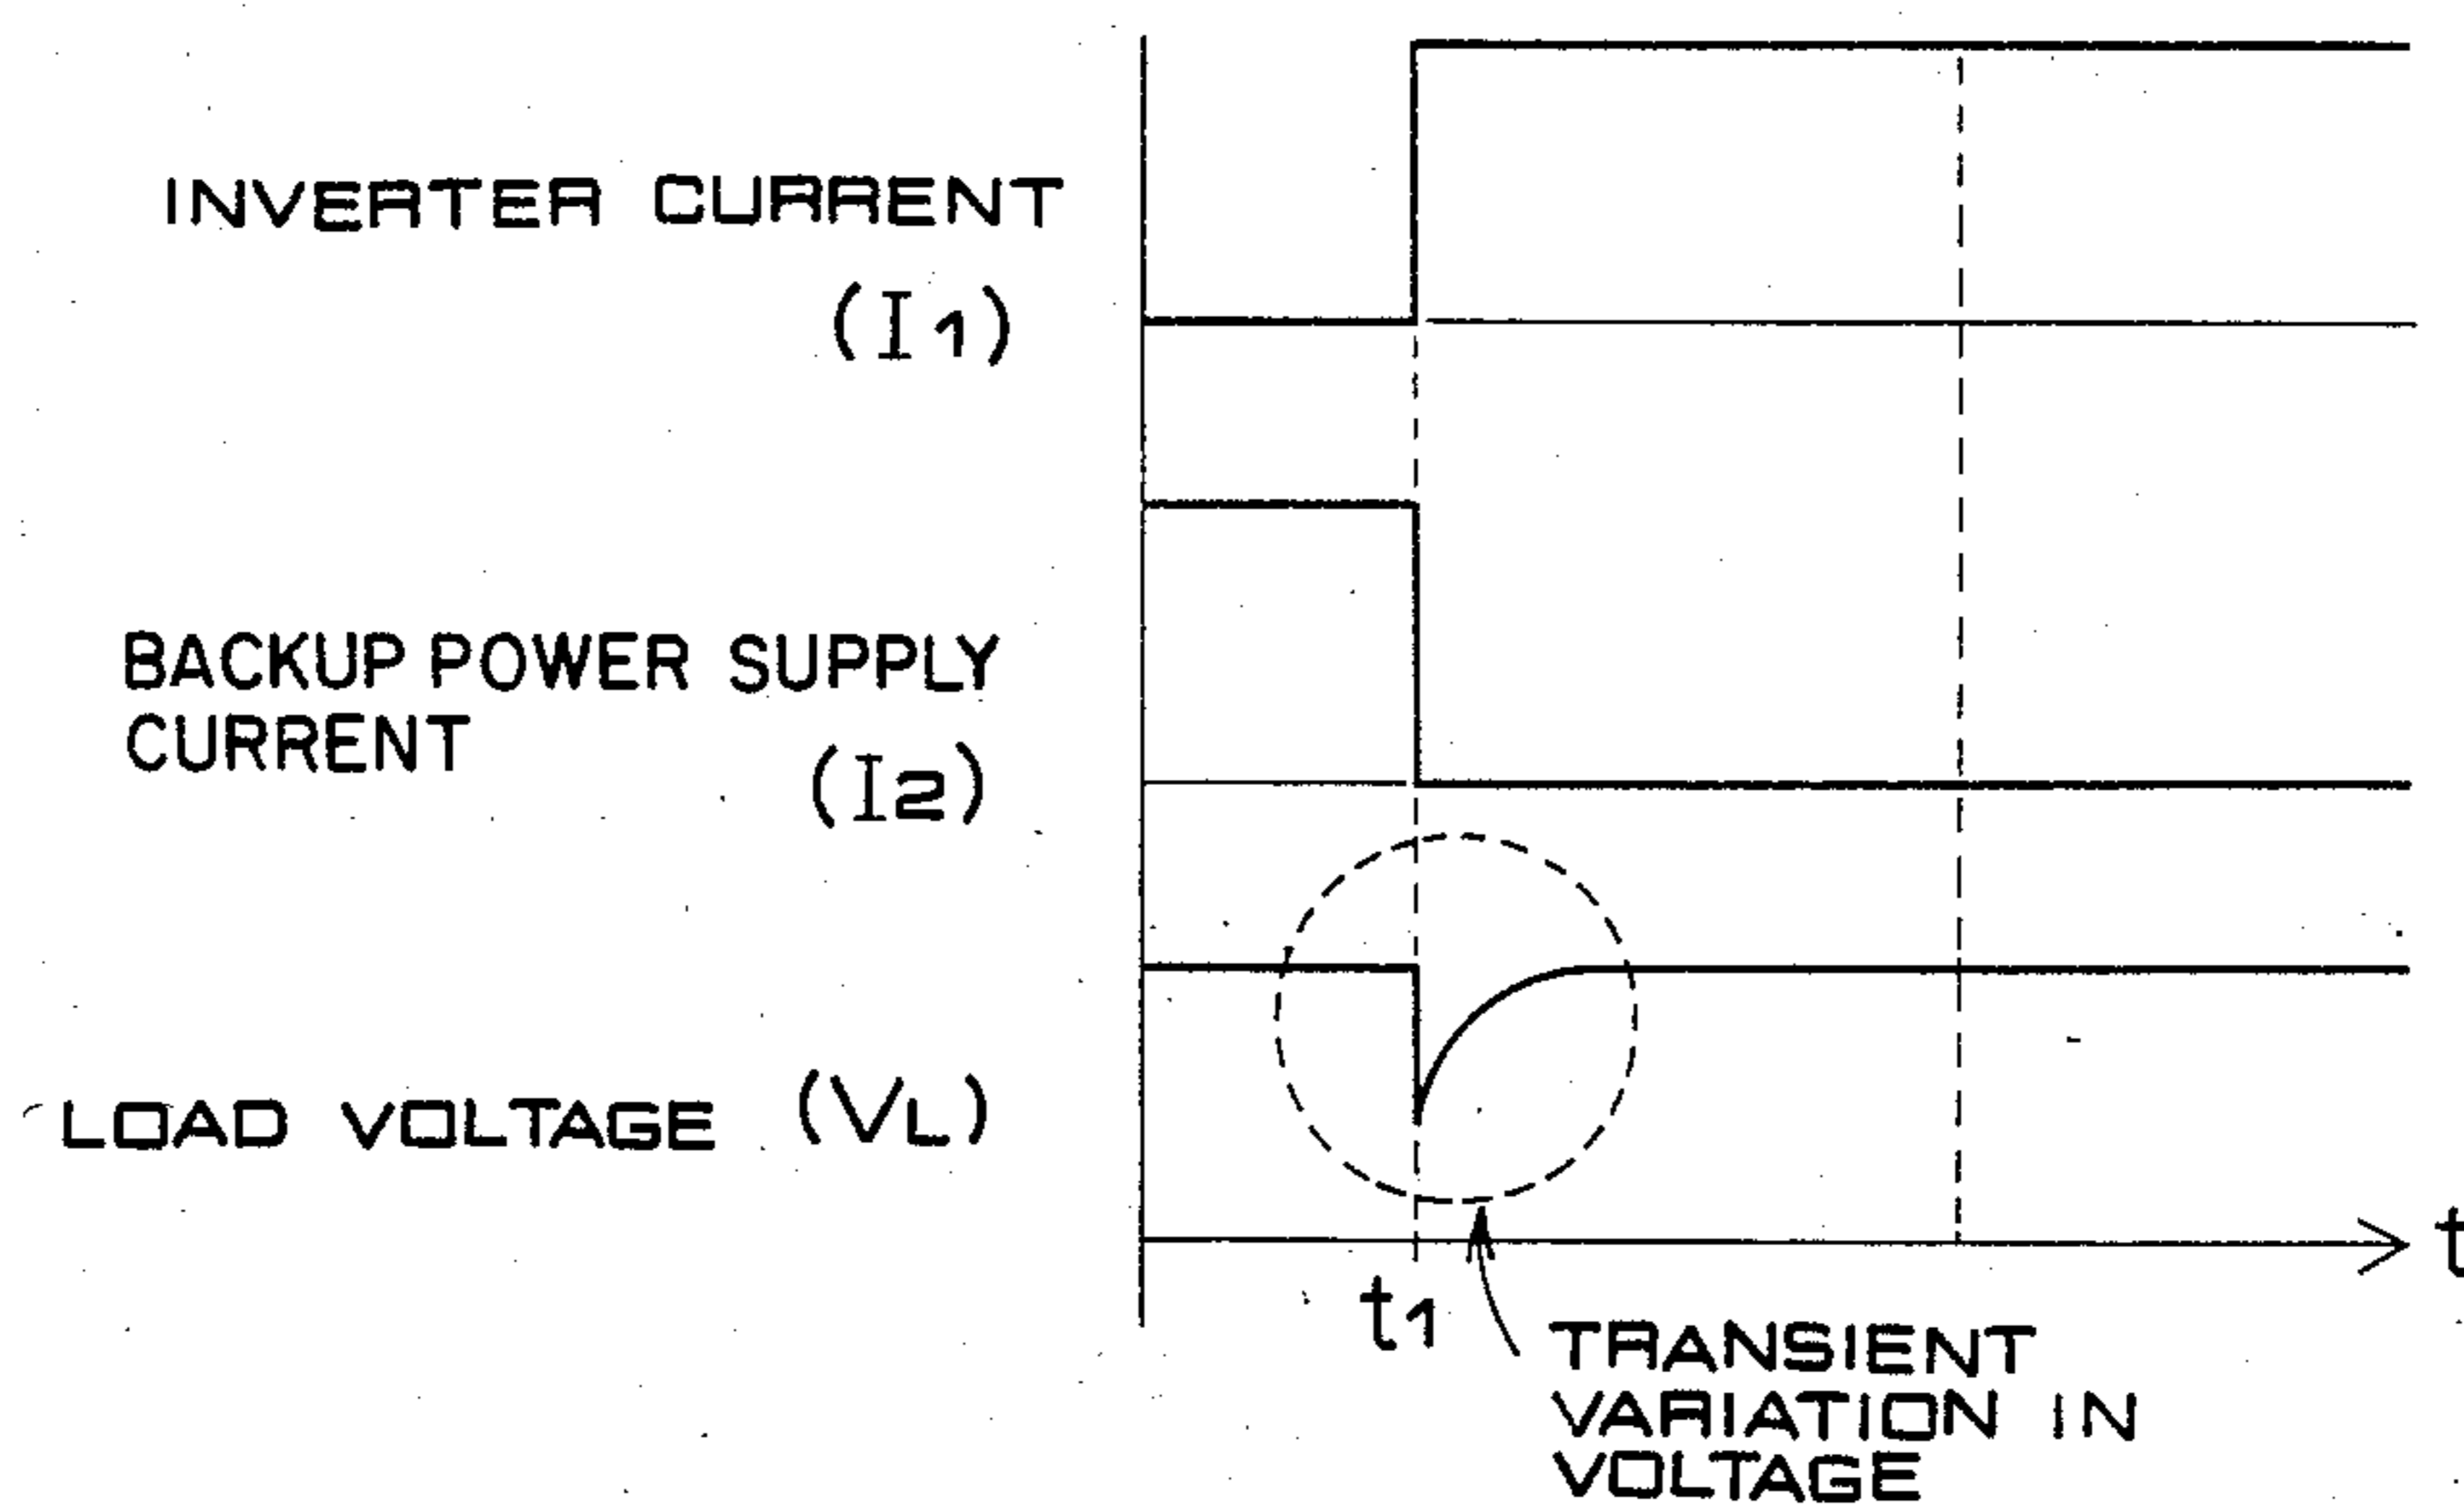 INVERTER CURRENT
(I1)
BACKUP POWER SUPPLY
CURRENT
(I2)
LOAD VOLTAGE (VL)
t
t1
TRANSIENT
VARIATION IN
VOLTAGE